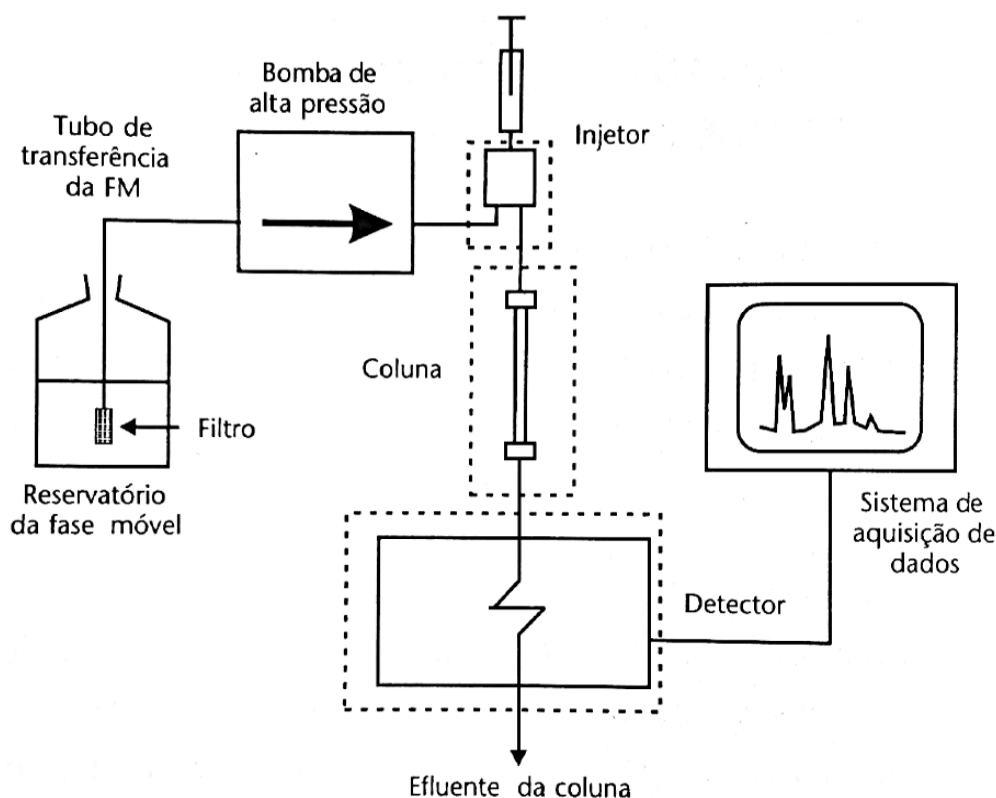 Bomba de
alta pressão
Tubo de
transferência
da FM
Injetor
Coluna
Filtro
Reservatório
da fase móvel
Sistema de
aquisição de
dados
Detector
Efluente da coluna